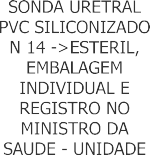 SONDA URETRAL
PVC SILICONIZADO
N 14 ->ESTERIL,
EMBALAGEM
INDIVIDUAL E
REGISTRO NO
MINISTRO DA
SAUDE - UNIDADE